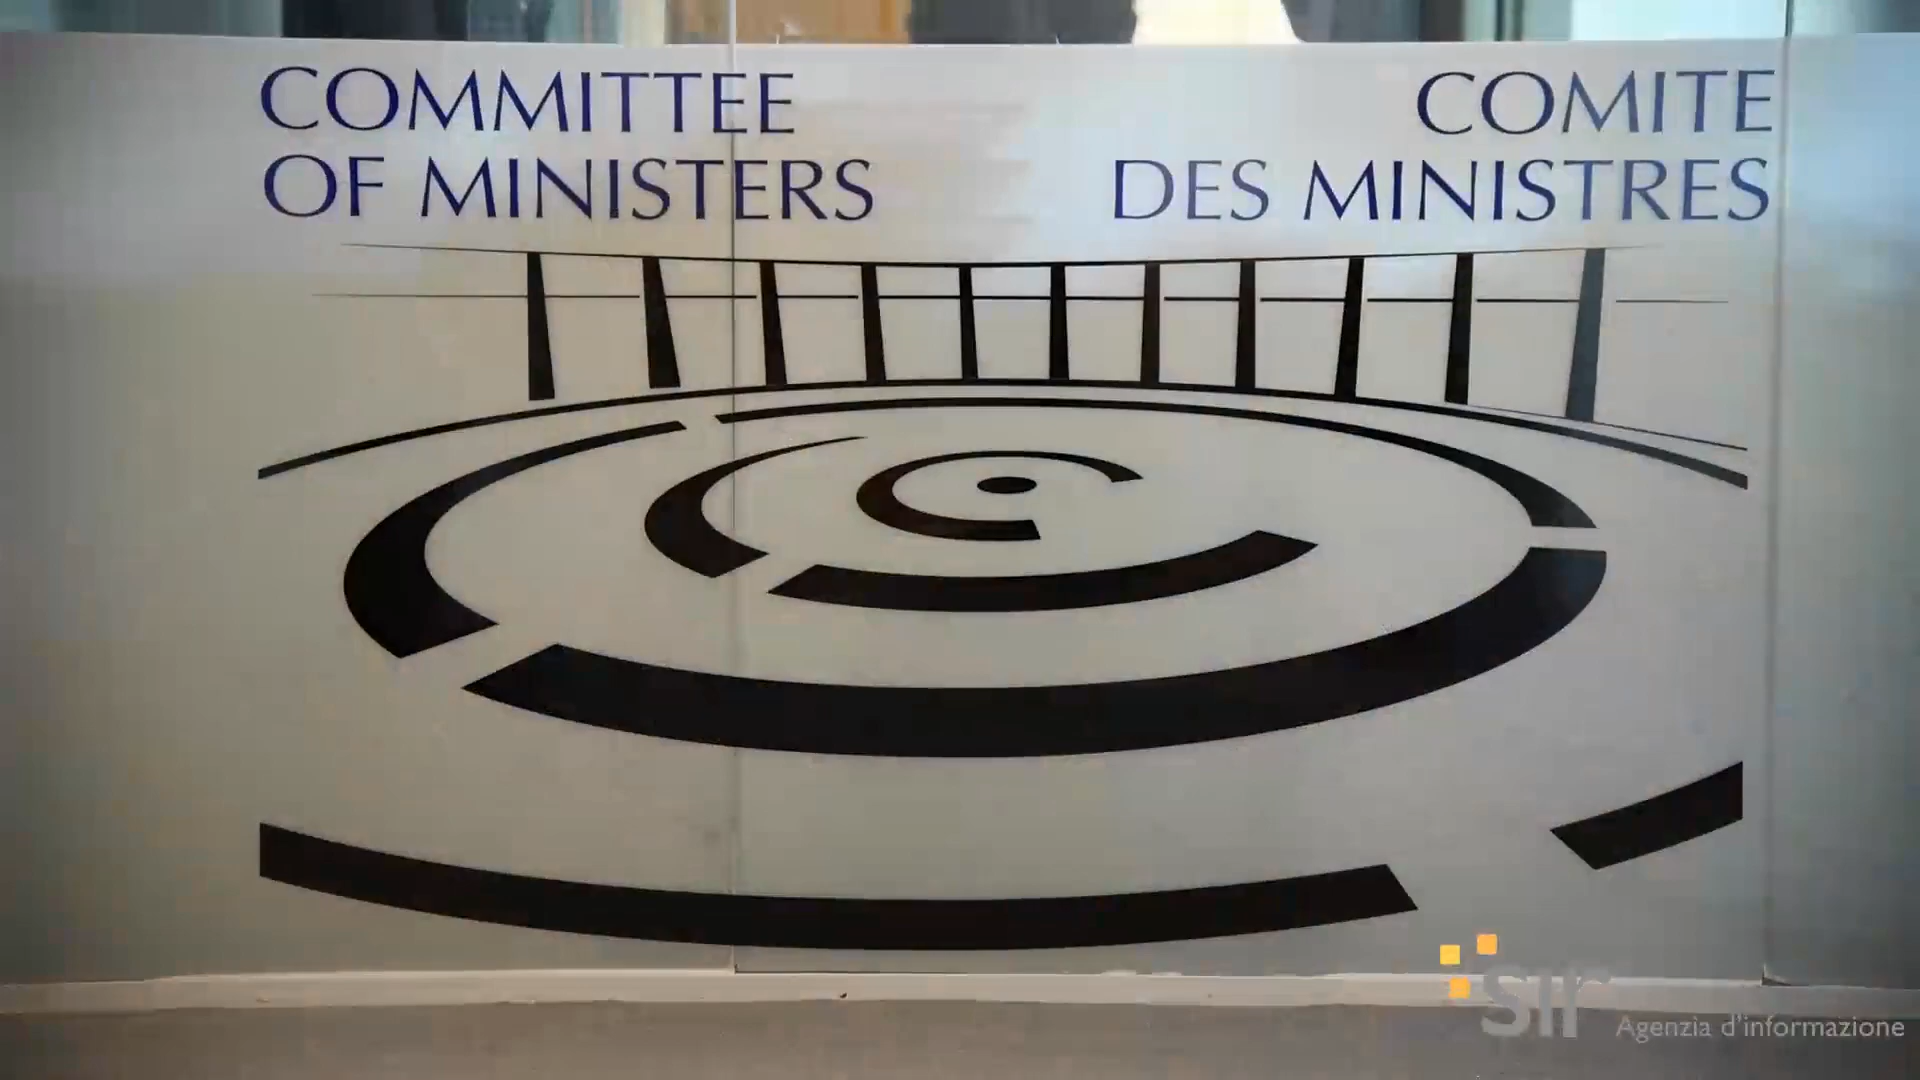 COMMITTEE
OF MINISTERS
COMITE
DES MINISTRES
sir
Agenzia d'informazione